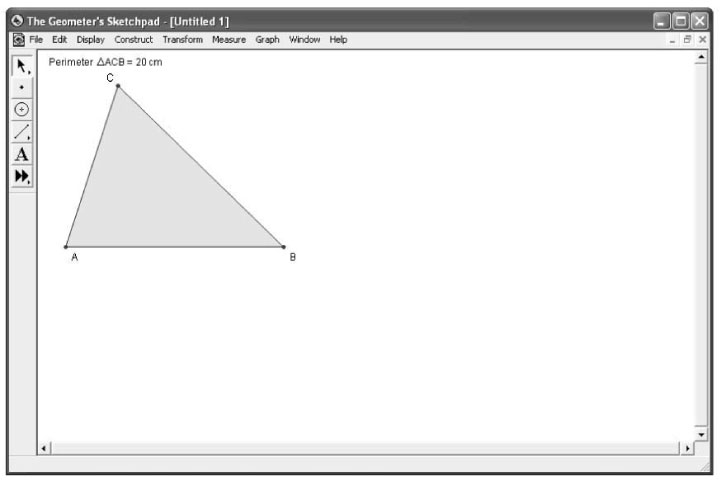 The Geometer's Sketchpad - [Untitled 1]
File Edit Display Construct Transform Measure Graph Window Help
Perimeter △ACB = 20 cm
C
A
A B